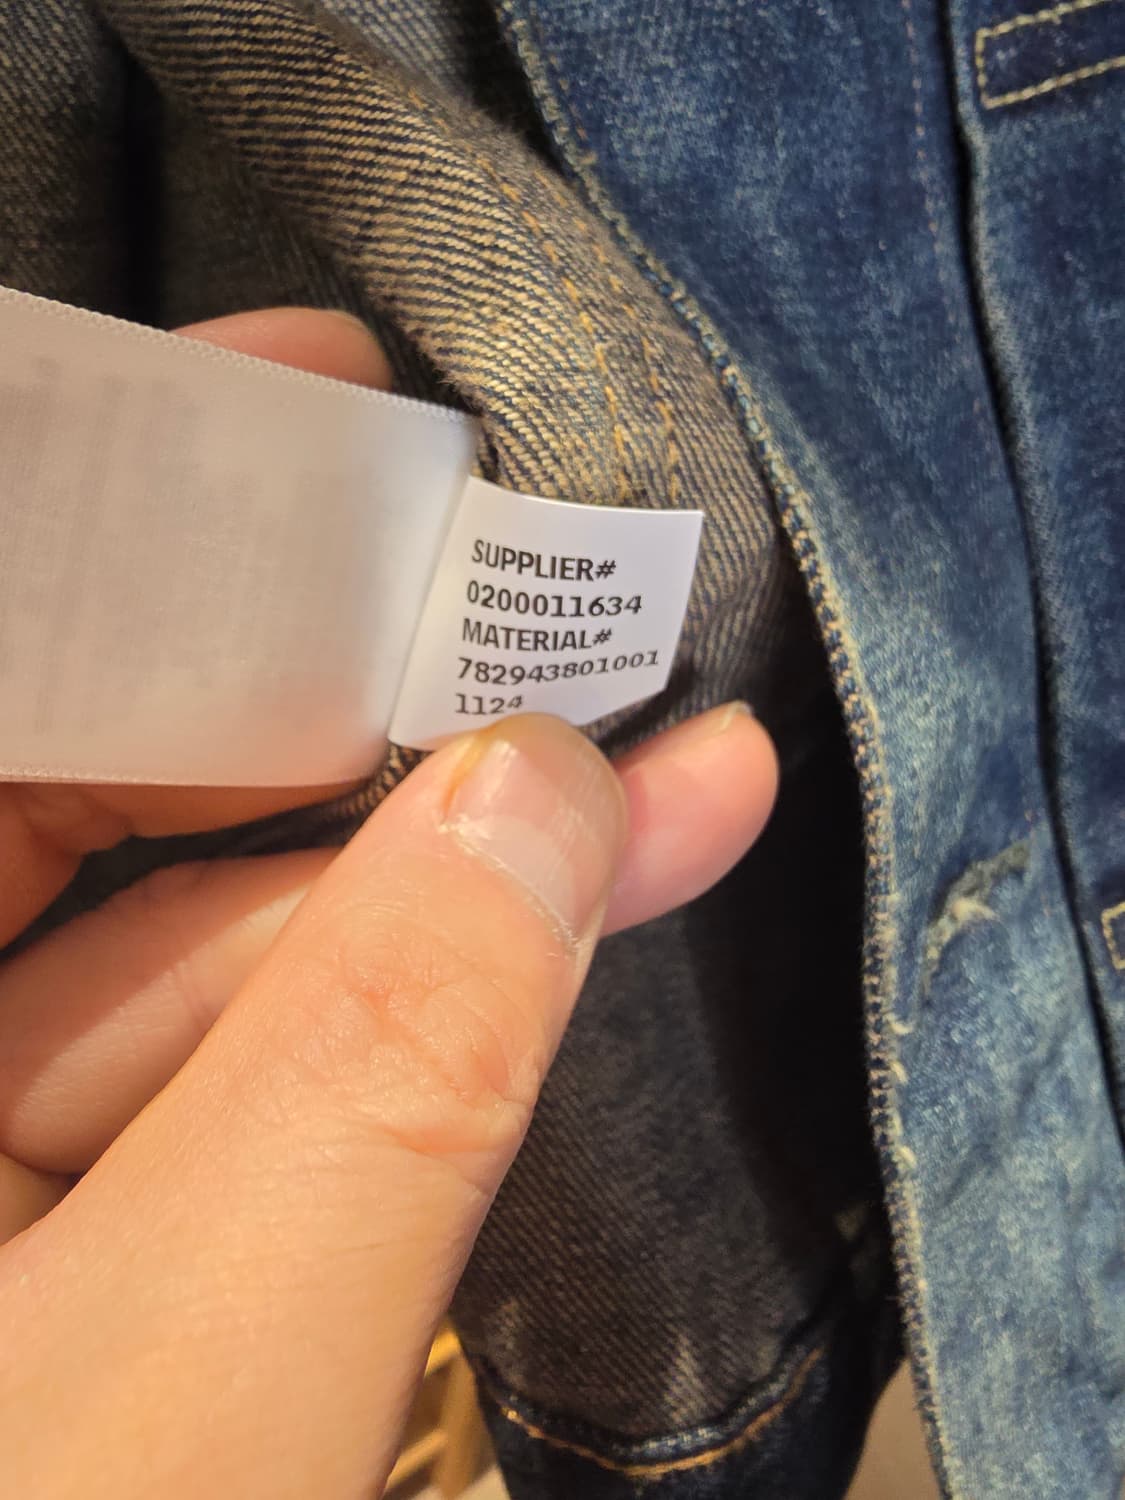 SUPPLIER#
0200011634
MATERIAL#
782943801001
1124